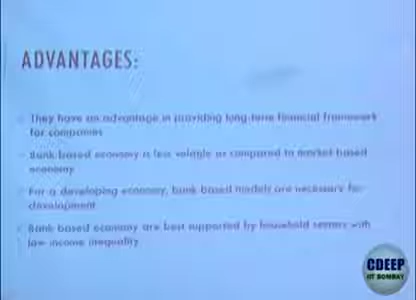 ADVANTAGES:
They have an advantage in providing long-term financial framework
for companies
Bank based economy is less volatile as compared to market based
economy
For a developing economy, bank based models are necessary for
development
Bank based economy are best supported by household sectors with
low income inequality
CDEEP
IIT BOMBAY